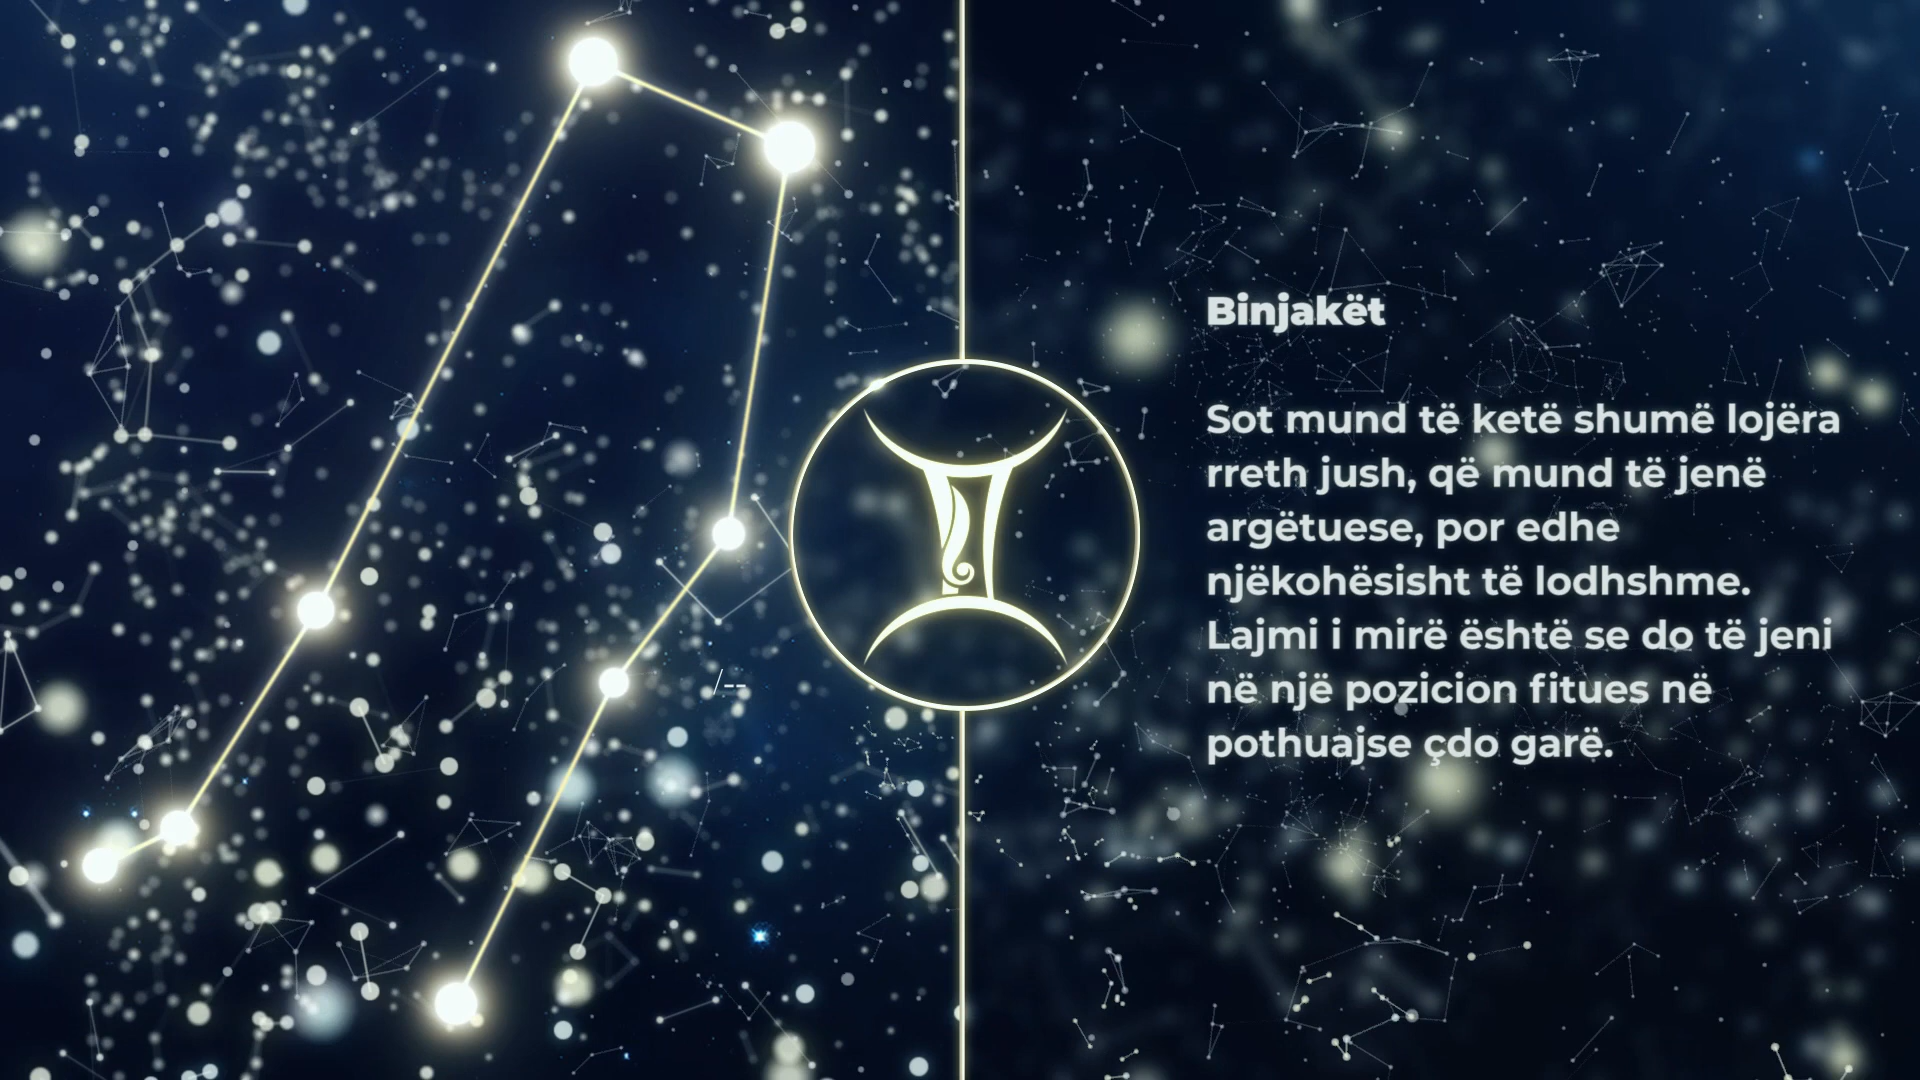 Binjakët
Sot mund të ketë shumë lojëra
rreth jush, që mund të jenë
argëtuese, por edhe
njëkohësisht të lodhshme.
Lajmi i mirë është se do të jeni
në një pozicion fitues në
pothuajse çdo garë.
/--